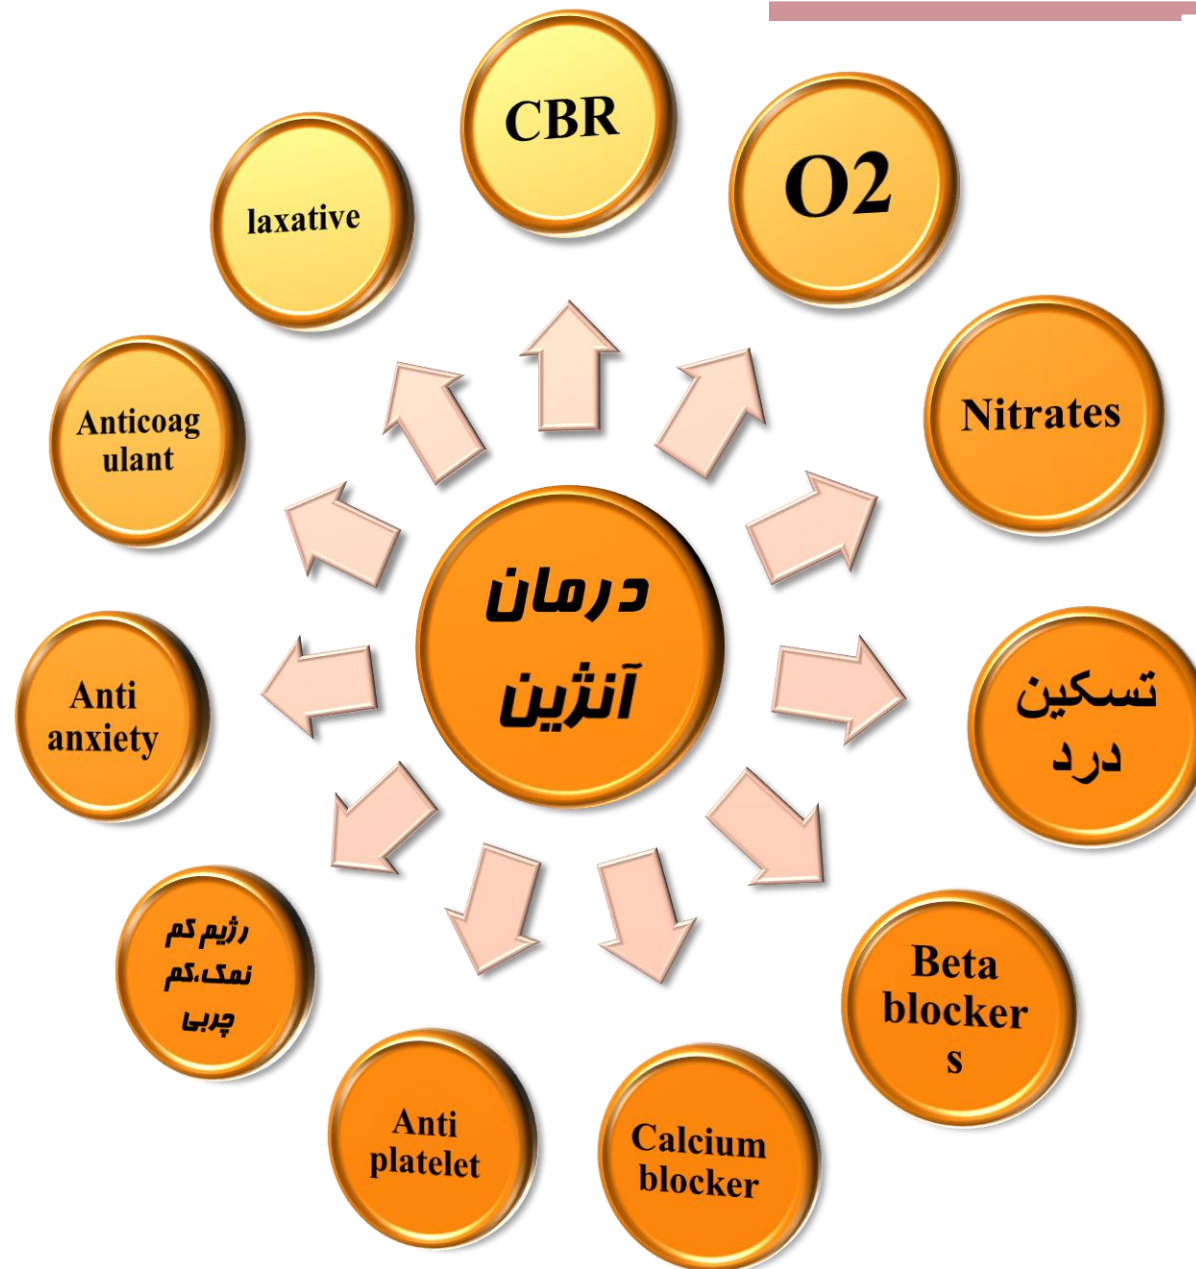 CBR
O2
Nitrates
تسکین
درد
Beta
blocker
s
Calcium
blocker
Anti
platelet
رژیم کم
نمک،کم
چربی
Anti
anxiety
Anticoag
ulant
laxative
درمان
آنژین